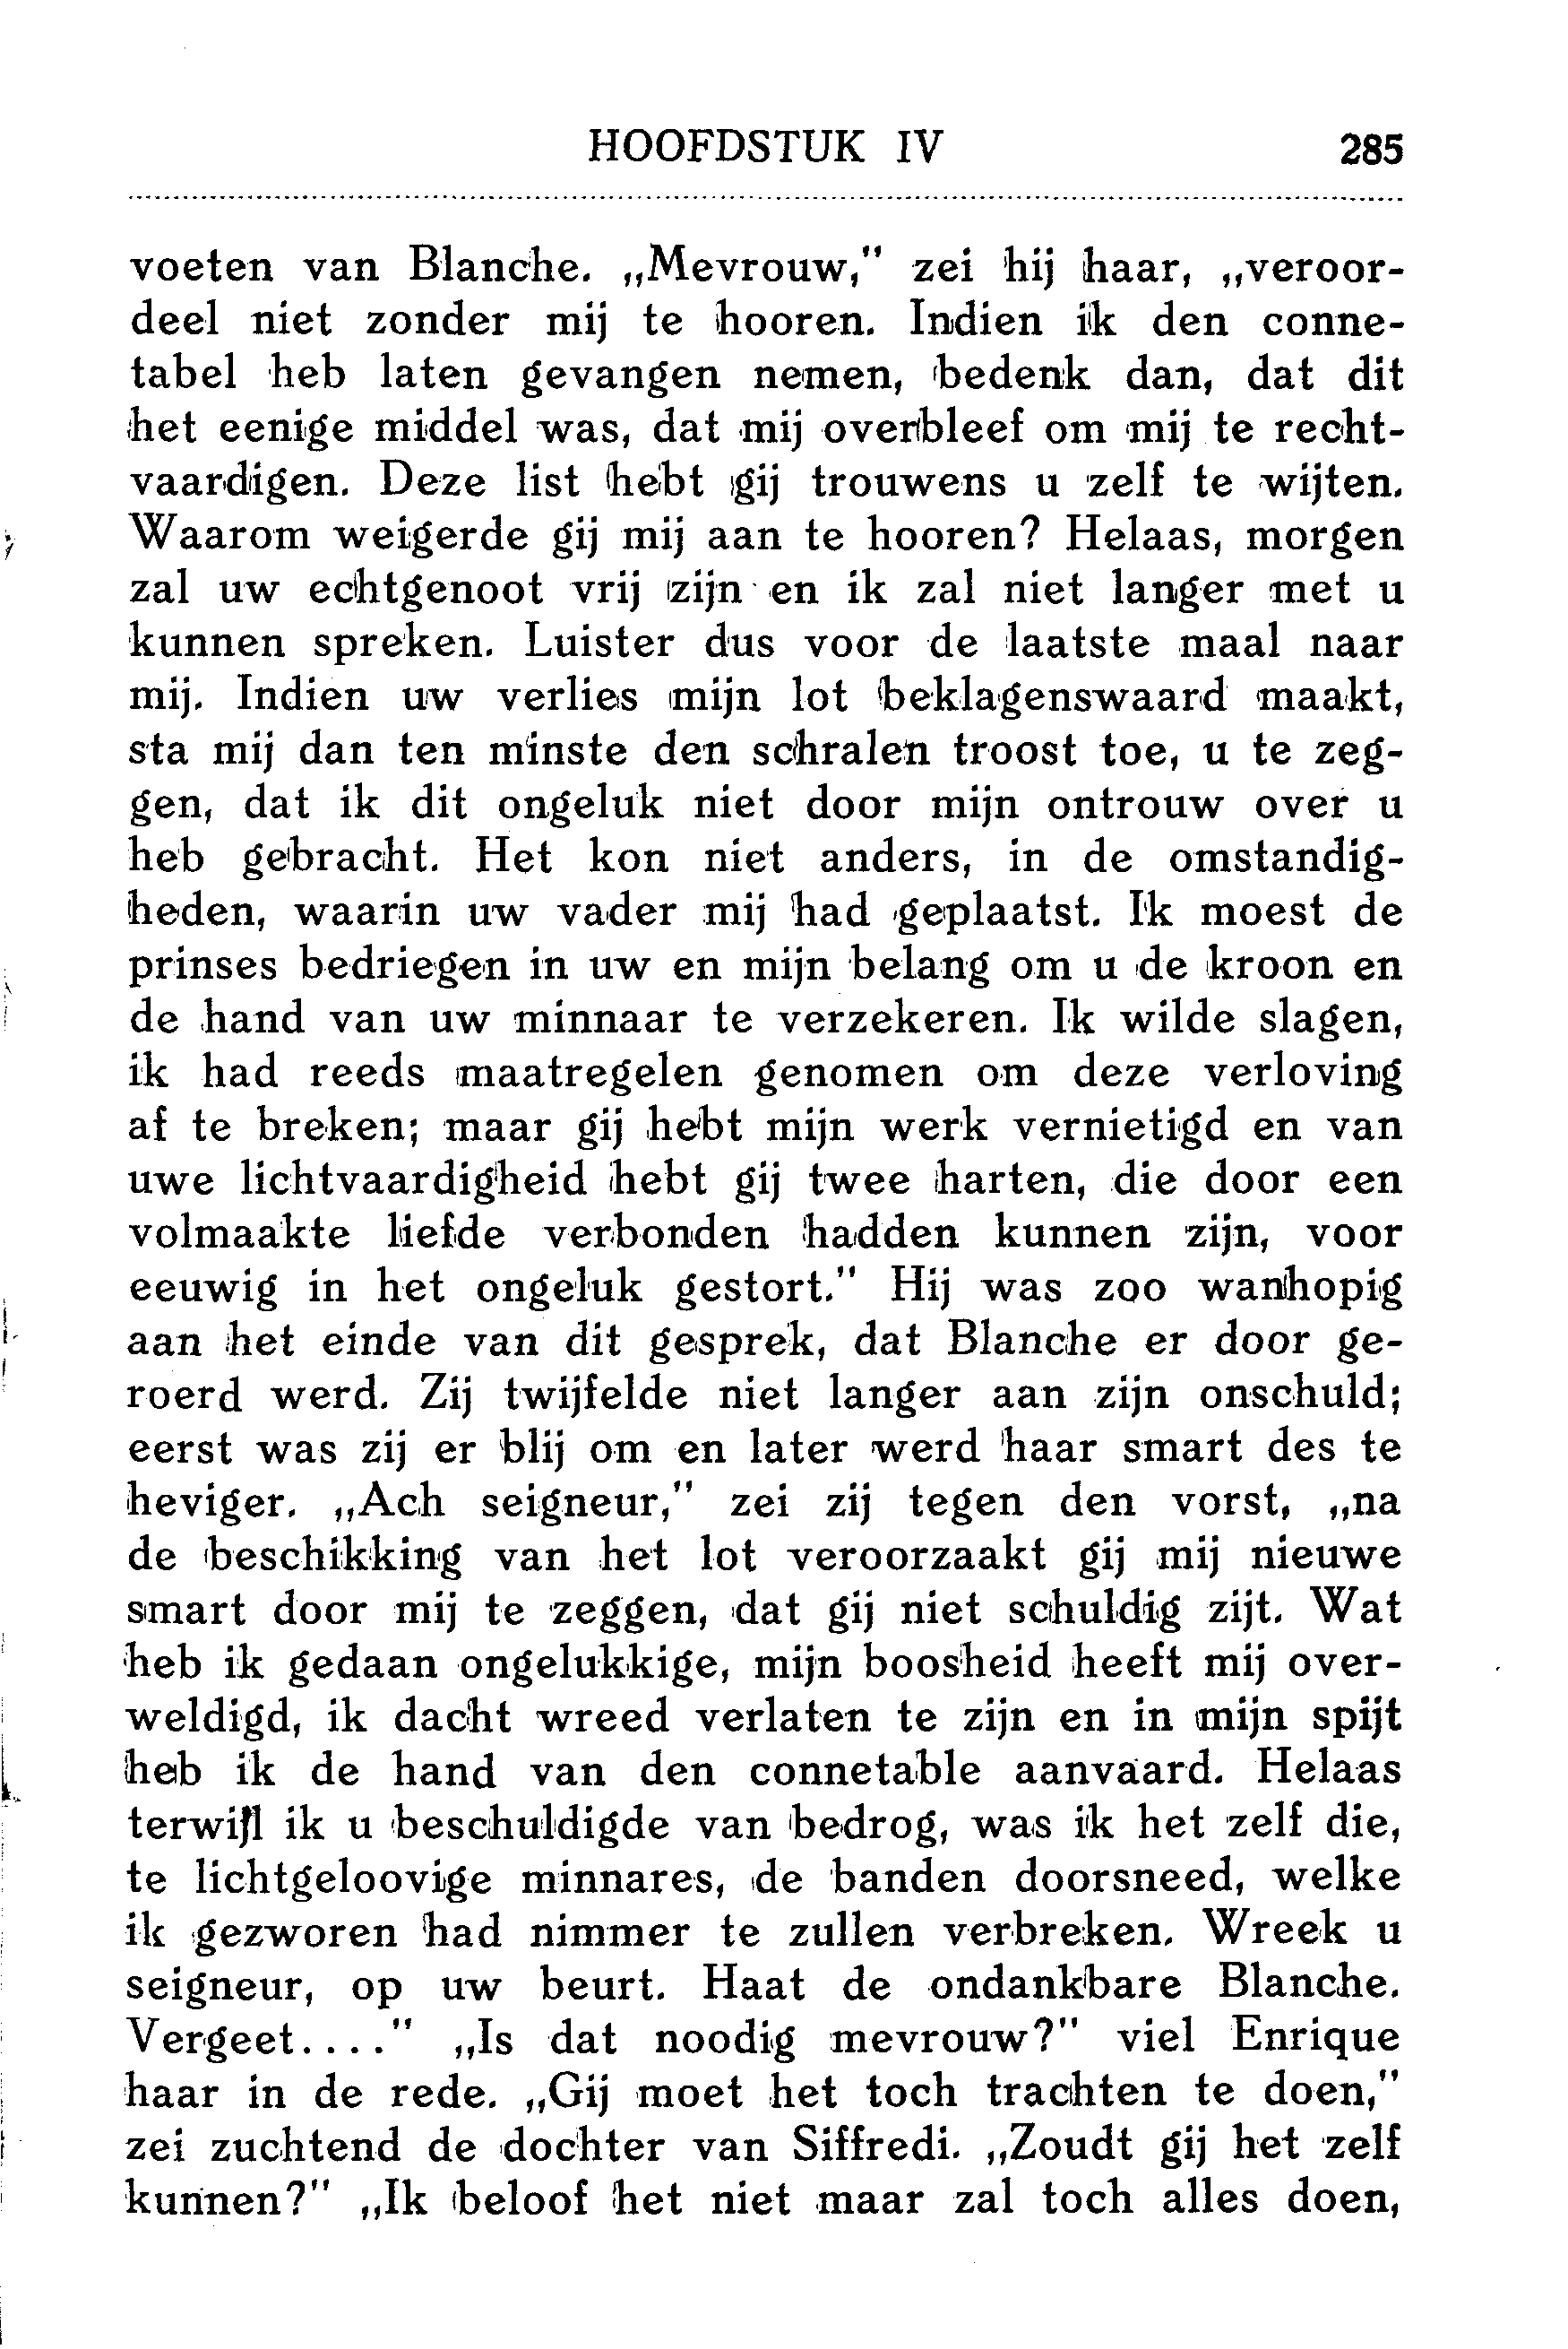 HOOFDSTUK IV 285
voeten van Blanche. „Mevrouw," zei hij haar, „veroor-
deel niet zonder mij te hooren. Indien ik den conne-
tabel heb laten gevangen nemen, bedenk dan, dat dit
het eenige middel was, dat mij overbleef om mij te recht-
vaardigen. Deze list hebt gij trouwens u zelf te wijten.
Waarom weigerde gij mij aan te hooren? Helaas, morgen
zal uw echtgenoot vrij zijn en ik zal niet langer met u
kunnen spreken. Luister dus voor de laatste maal naar
mij. Indien uw verlies mijn lot beklagenswaard maakt,
sta mij dan ten minste den schralen troost toe, u te zeg-
gen, dat ik dit ongeluk niet door mijn ontrouw over u
heb gebracht. Het kon niet anders, in de omstandig-
heden, waarin uw vader mij had geplaatst. Ik moest de
prinses bedriegen in uw en mijn belang om u de kroon en
de hand van uw minnaar te verzekeren. Ik wilde slagen,
ik had reeds maatregelen genomen om deze verloving
af te breken; maar gij hebt mijn werk vernietigd en van
uwe lichtvaardigheid hebt gij twee harten, die door een
volmaakte liefde verbonden hadden kunnen zijn, voor
eeuwig in het ongeluk gestort." Hij was zoo wanhopig
aan het einde van dit gesprek, dat Blanche er door ge-
roerd werd. Zij twijfelde niet langer aan zijn onschuld;
eerst was zij er blij om en later werd haar smart des te
heviger. „Ach seigneur," zei zij tegen den vorst, „na
de beschikking van het lot veroorzaakt gij mij nieuwe
smart door mij te zeggen, dat gij niet schuldig zijt. Wat
heb ik gedaan ongelukkige, mijn boosheid heeft mij over-
weldigd, ik dacht wreed verlaten te zijn en in mijn spijt
heb ik de hand van den connetable aanvaard. Helaas
terwijl ik u beschuldigde van bedrog, was ik het zelf die,
te lichtgeloovige minnares, de banden doorsneed, welke
ik gezworen had nimmer te zullen verbreken. Wreek u
seigneur, op uw beurt. Haat de ondankbare Blanche.
Vergeet...." „Is dat noodig mevrouw?" viel Enrique
haar in de rede. „Gij moet het toch trachten te doen,"
zei zuchtend de dochter van Siffredi. „Zoudt gij het zelf
kunnen?" „Ik beloof het niet maar zal toch alles doen,